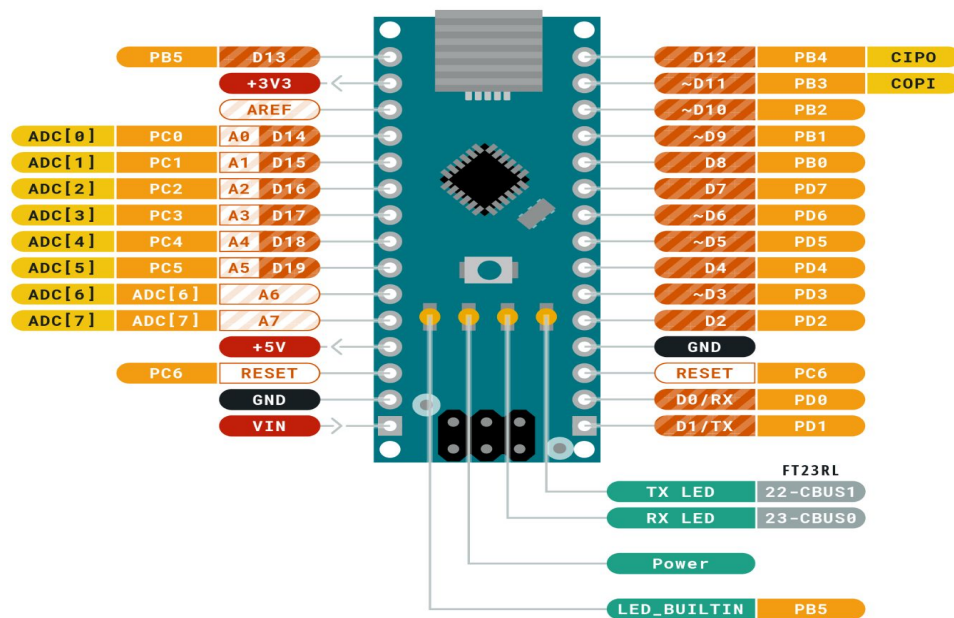 PB5 D13 D12 PB4 CIPO
+3V3 ~D11 PB3 COPI
AREF ~D10 PB2
ADC[0] PC0 A0 D14 ~D9 PB1
ADC[1] PC1 A1 D15 D8 PB0
ADC[2] PC2 A2 D16 D7 PD7
ADC[3] PC3 A3 D17 ~D6 PD6
ADC[4] PC4 A4 D18 ~D5 PD5
ADC[5] PC5 A5 D19 D4 PD4
ADC[6] ADC[6] A6 ~D3 PD3
ADC[7] ADC[7] A7 D2 PD2
+5V GND
PC6 RESET RESET PC6
GND D0/RX PD0
VIN D1/TX PD1
FT23RL
TX LED 22-CBUS1
RX LED 23-CBUS0
Power
LED_BUILTIN PB5